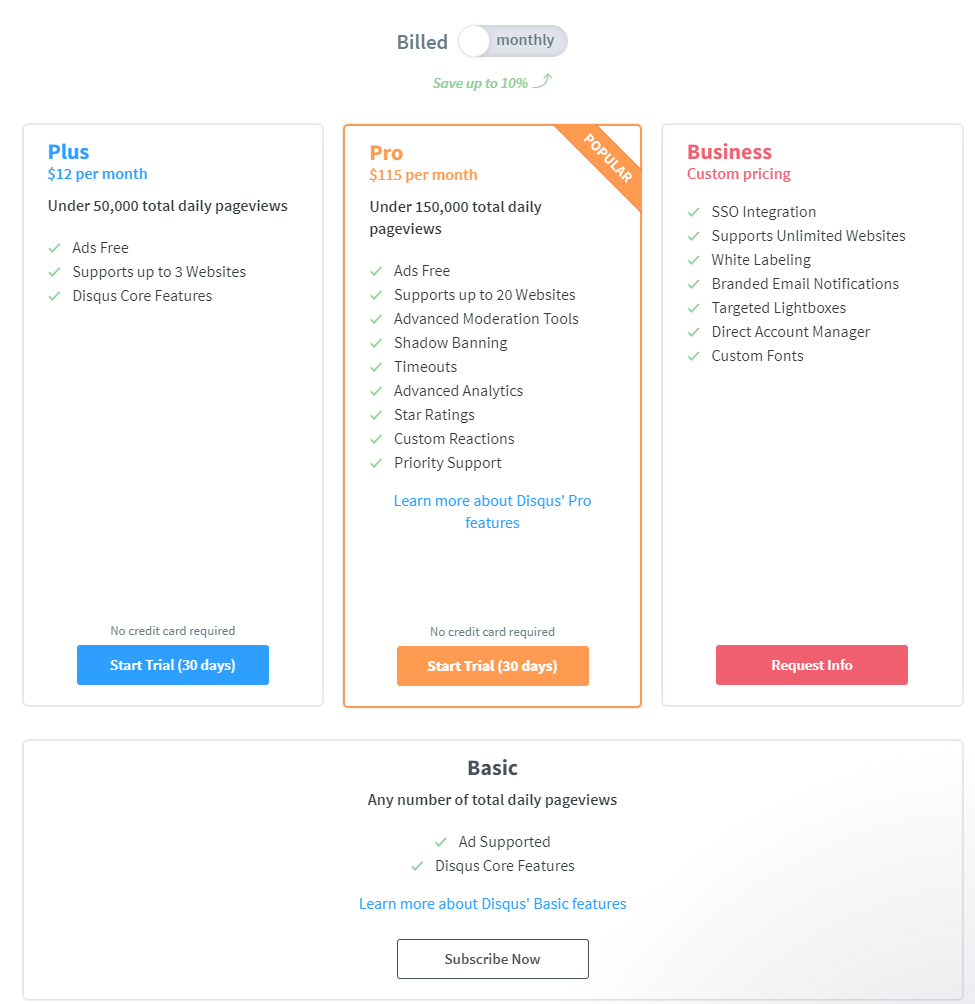 Billed monthly
Save up to 10%
Plus
$12 per month
Under 50,000 total daily pageviews
Ads Free
Supports up to 3 Websites
Disqus Core Features
No credit card required
Start Trial (30 days)
POPULAR
Pro
$115 per month
Under 150,000 total daily
pageviews
Ads Free
Supports up to 20 Websites
Advanced Moderation Tools
Shadow Banning
Timeouts
Advanced Analytics
Star Ratings
Custom Reactions
Priority Support
Learn more about Disqus' Pro
features
No credit card required
Start Trial (30 days)
Business
Custom pricing
SSO Integration
Supports Unlimited Websites
White Labeling
Branded Email Notifications
Targeted Lightboxes
Direct Account Manager
Custom Fonts
Request Info
Basic
Any number of total daily pageviews
Ad Supported
Disqus Core Features
Learn more about Disqus' Basic features
Subscribe Now